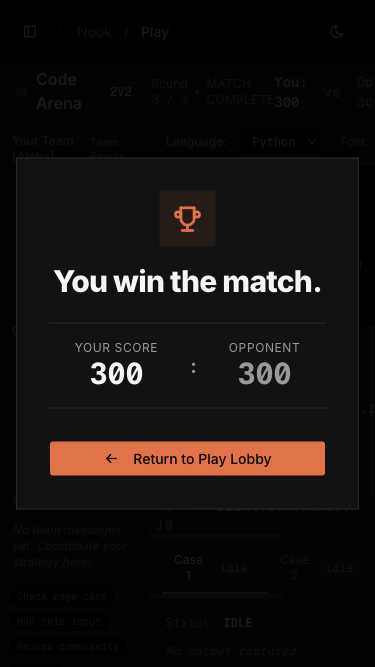 Nook / Play
Code Arena
2V2
Round 3 / 3
MATCH COMPLETE
You: 300
VS
Your Team
Team
Language:
Python
Font:
You win the match.
YOUR SCORE
300
:
OPPONENT
300
← Return to Play Lobby
10
No team messages
yet. Coordinate your
strategy here!
Case 1
idle
Case 2
idle
Check edge case
Run this input
Review complexity
Status: IDLE
No output captured.